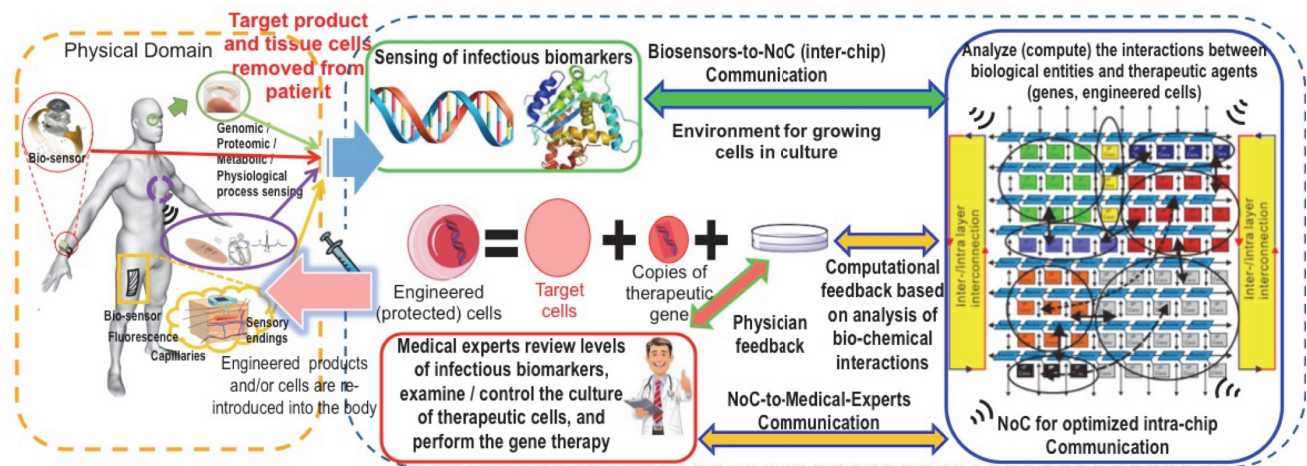 Physical Domain
Target product
and tissue cells
removed from
patient
Bio-sensor
Genomic /
Proteomic /
Metabolic /
Physiological
process sensing
Bio-sensor
Fluorescence
Capillaries
Sensory
endings
Engineered products
and/or cells are re-
introduced into the body
Sensing of infectious biomarkers
Biosensors-to-NoC (inter-chip)
Communication
Environment for growing
cells in culture
Engineered
(protected) cells
=
Target
cells
+
Copies of
therapeutic
gene
+
Physician
feedback
Computational
feedback based
on analysis of
bio-chemical
interactions
Medical experts review levels
of infectious biomarkers,
examine / control the culture
of therapeutic cells, and
perform the gene therapy
NoC-to-Medical-Experts
Communication
Analyze (compute) the interactions between
biological entities and therapeutic agents
(genes, engineered cells)
Inter-/Intra layer
interconnection
Inter-/Intra layer
interconnection
NoC for optimized intra-chip
Communication